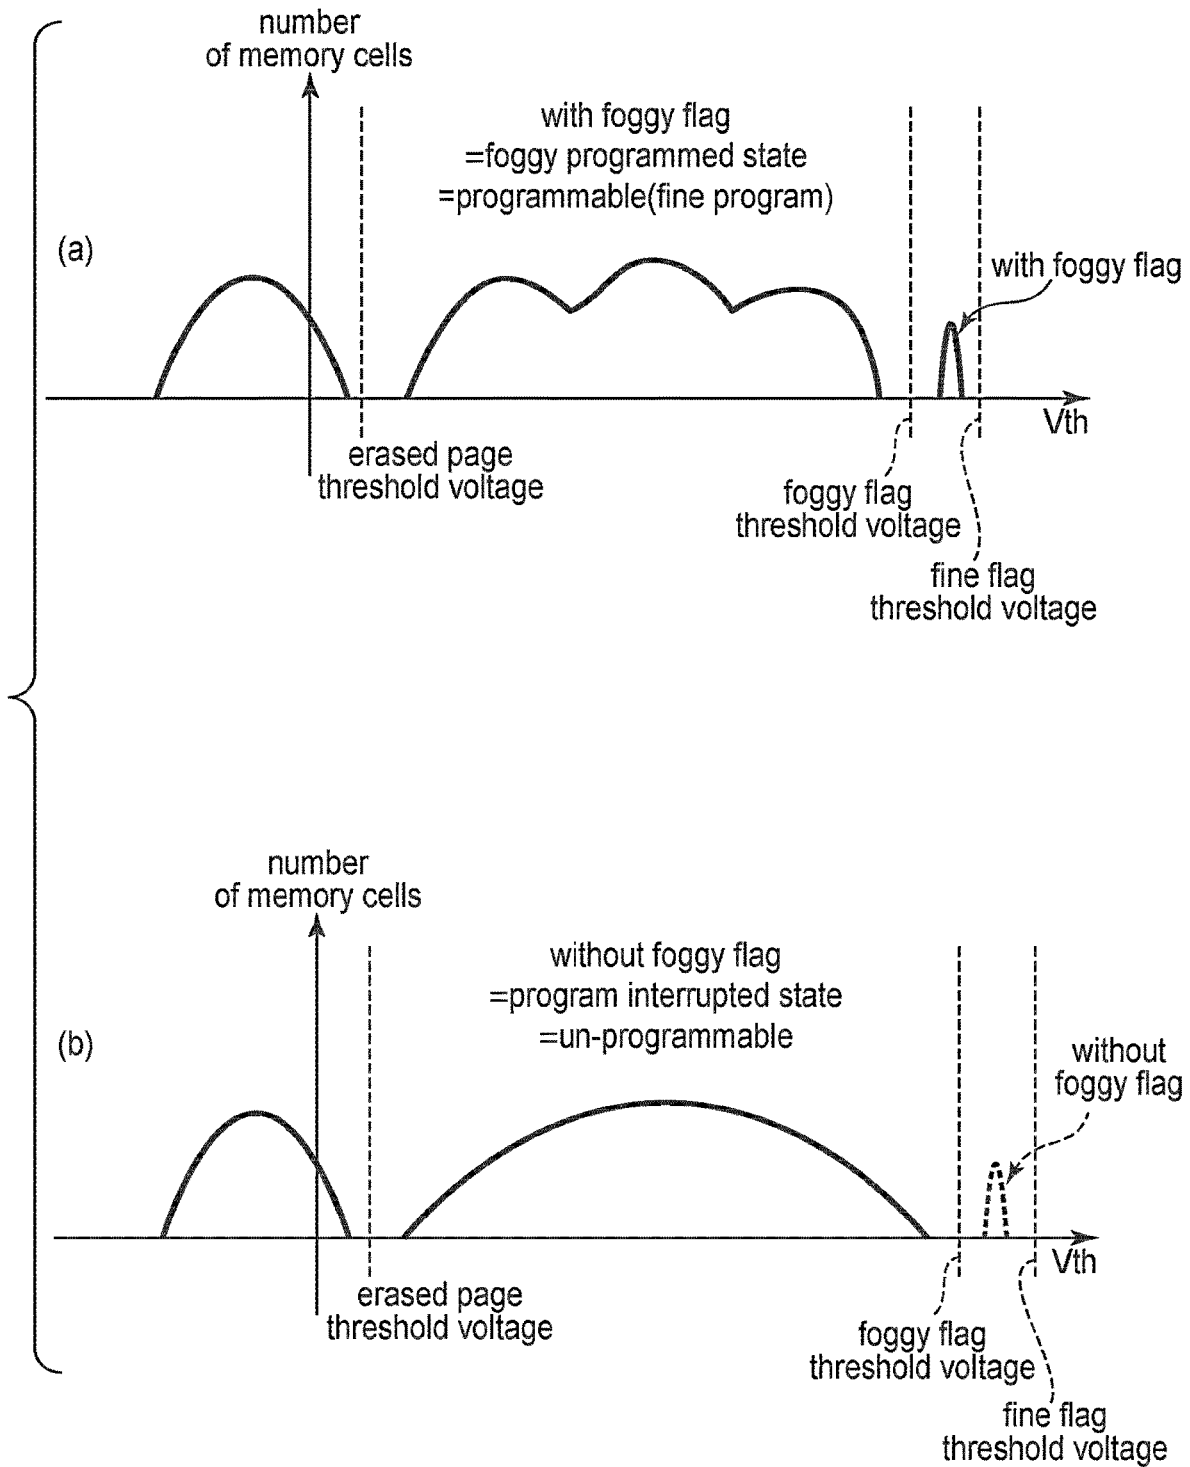 number
of memory cells
with foggy flag
=foggy programmed state
=programmable(fine program)
(a)
with foggy flag
Vth
erased page
threshold voltage
foggy flag
threshold voltage
fine flag
threshold voltage
number
of memory cells
without foggy flag
=program interrupted state
=un-programmable
(b)
without
foggy flag
Vth
erased page
threshold voltage
foggy flag
threshold voltage
fine flag
threshold voltage